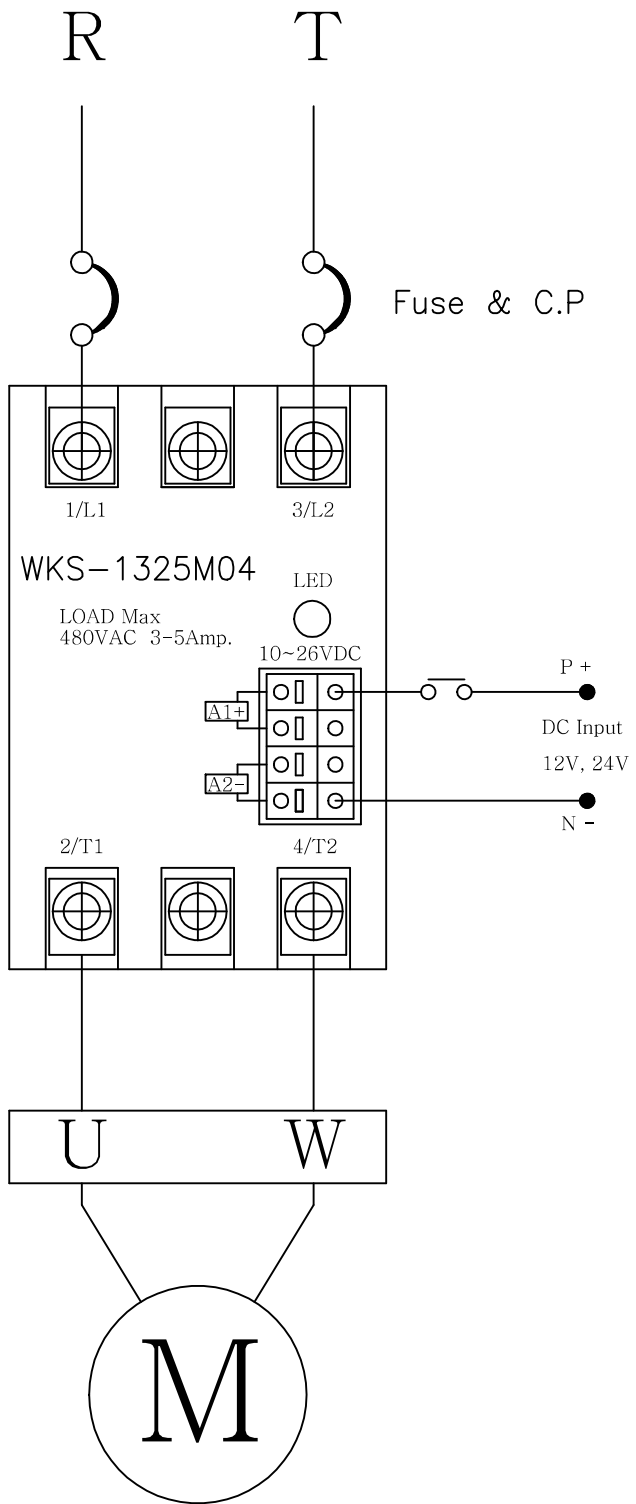 R T
Fuse & C.P
1/L1 3/L2
WKS-1325M04
LED
LOAD Max
480VAC 3-5Amp.
10~26VDC
P +
A1+
DC Input
12V, 24V
A2-
N -
2/T1 4/T2
U W
M